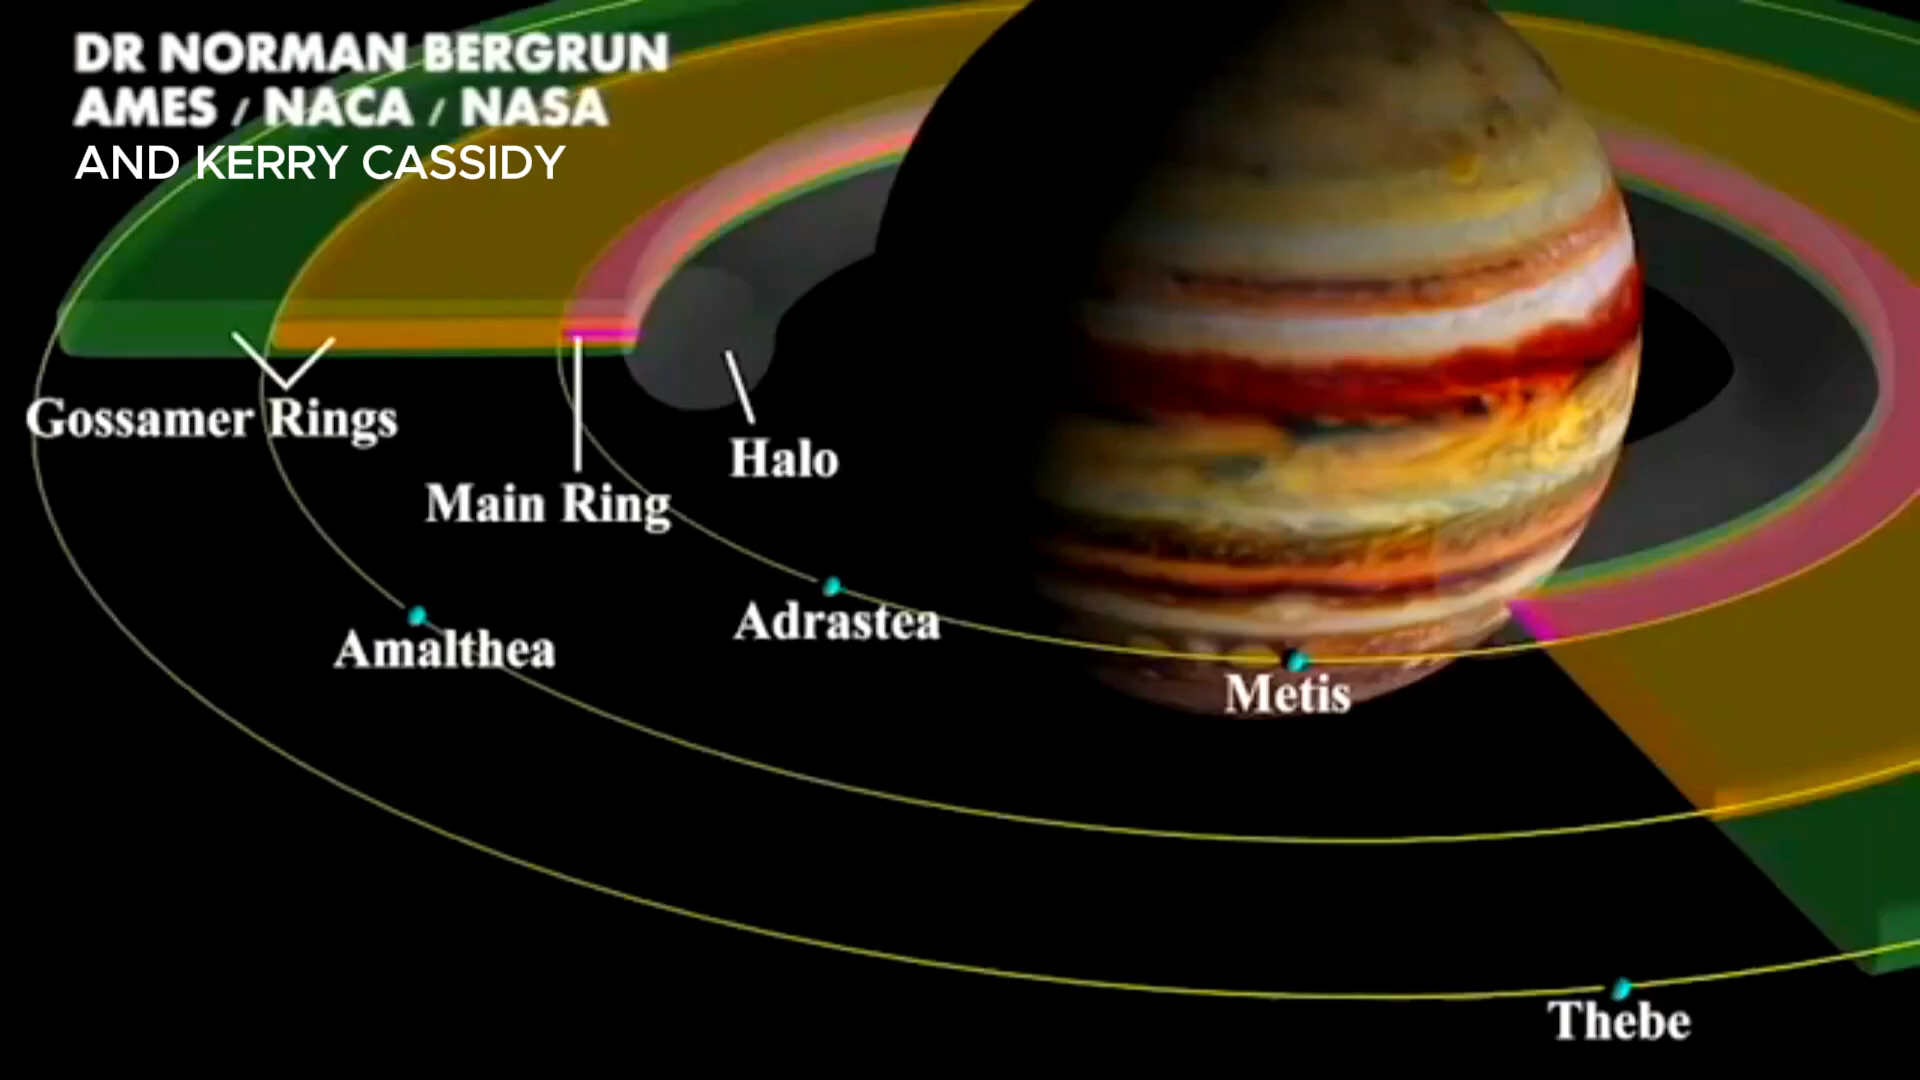 DR NORMAN BERGRUN
AMES / NACA / NASA
AND KERRY CASSIDY
Gossamer Rings
Halo
Main Ring
Adrastea
Amalthea
Metis
Thebe